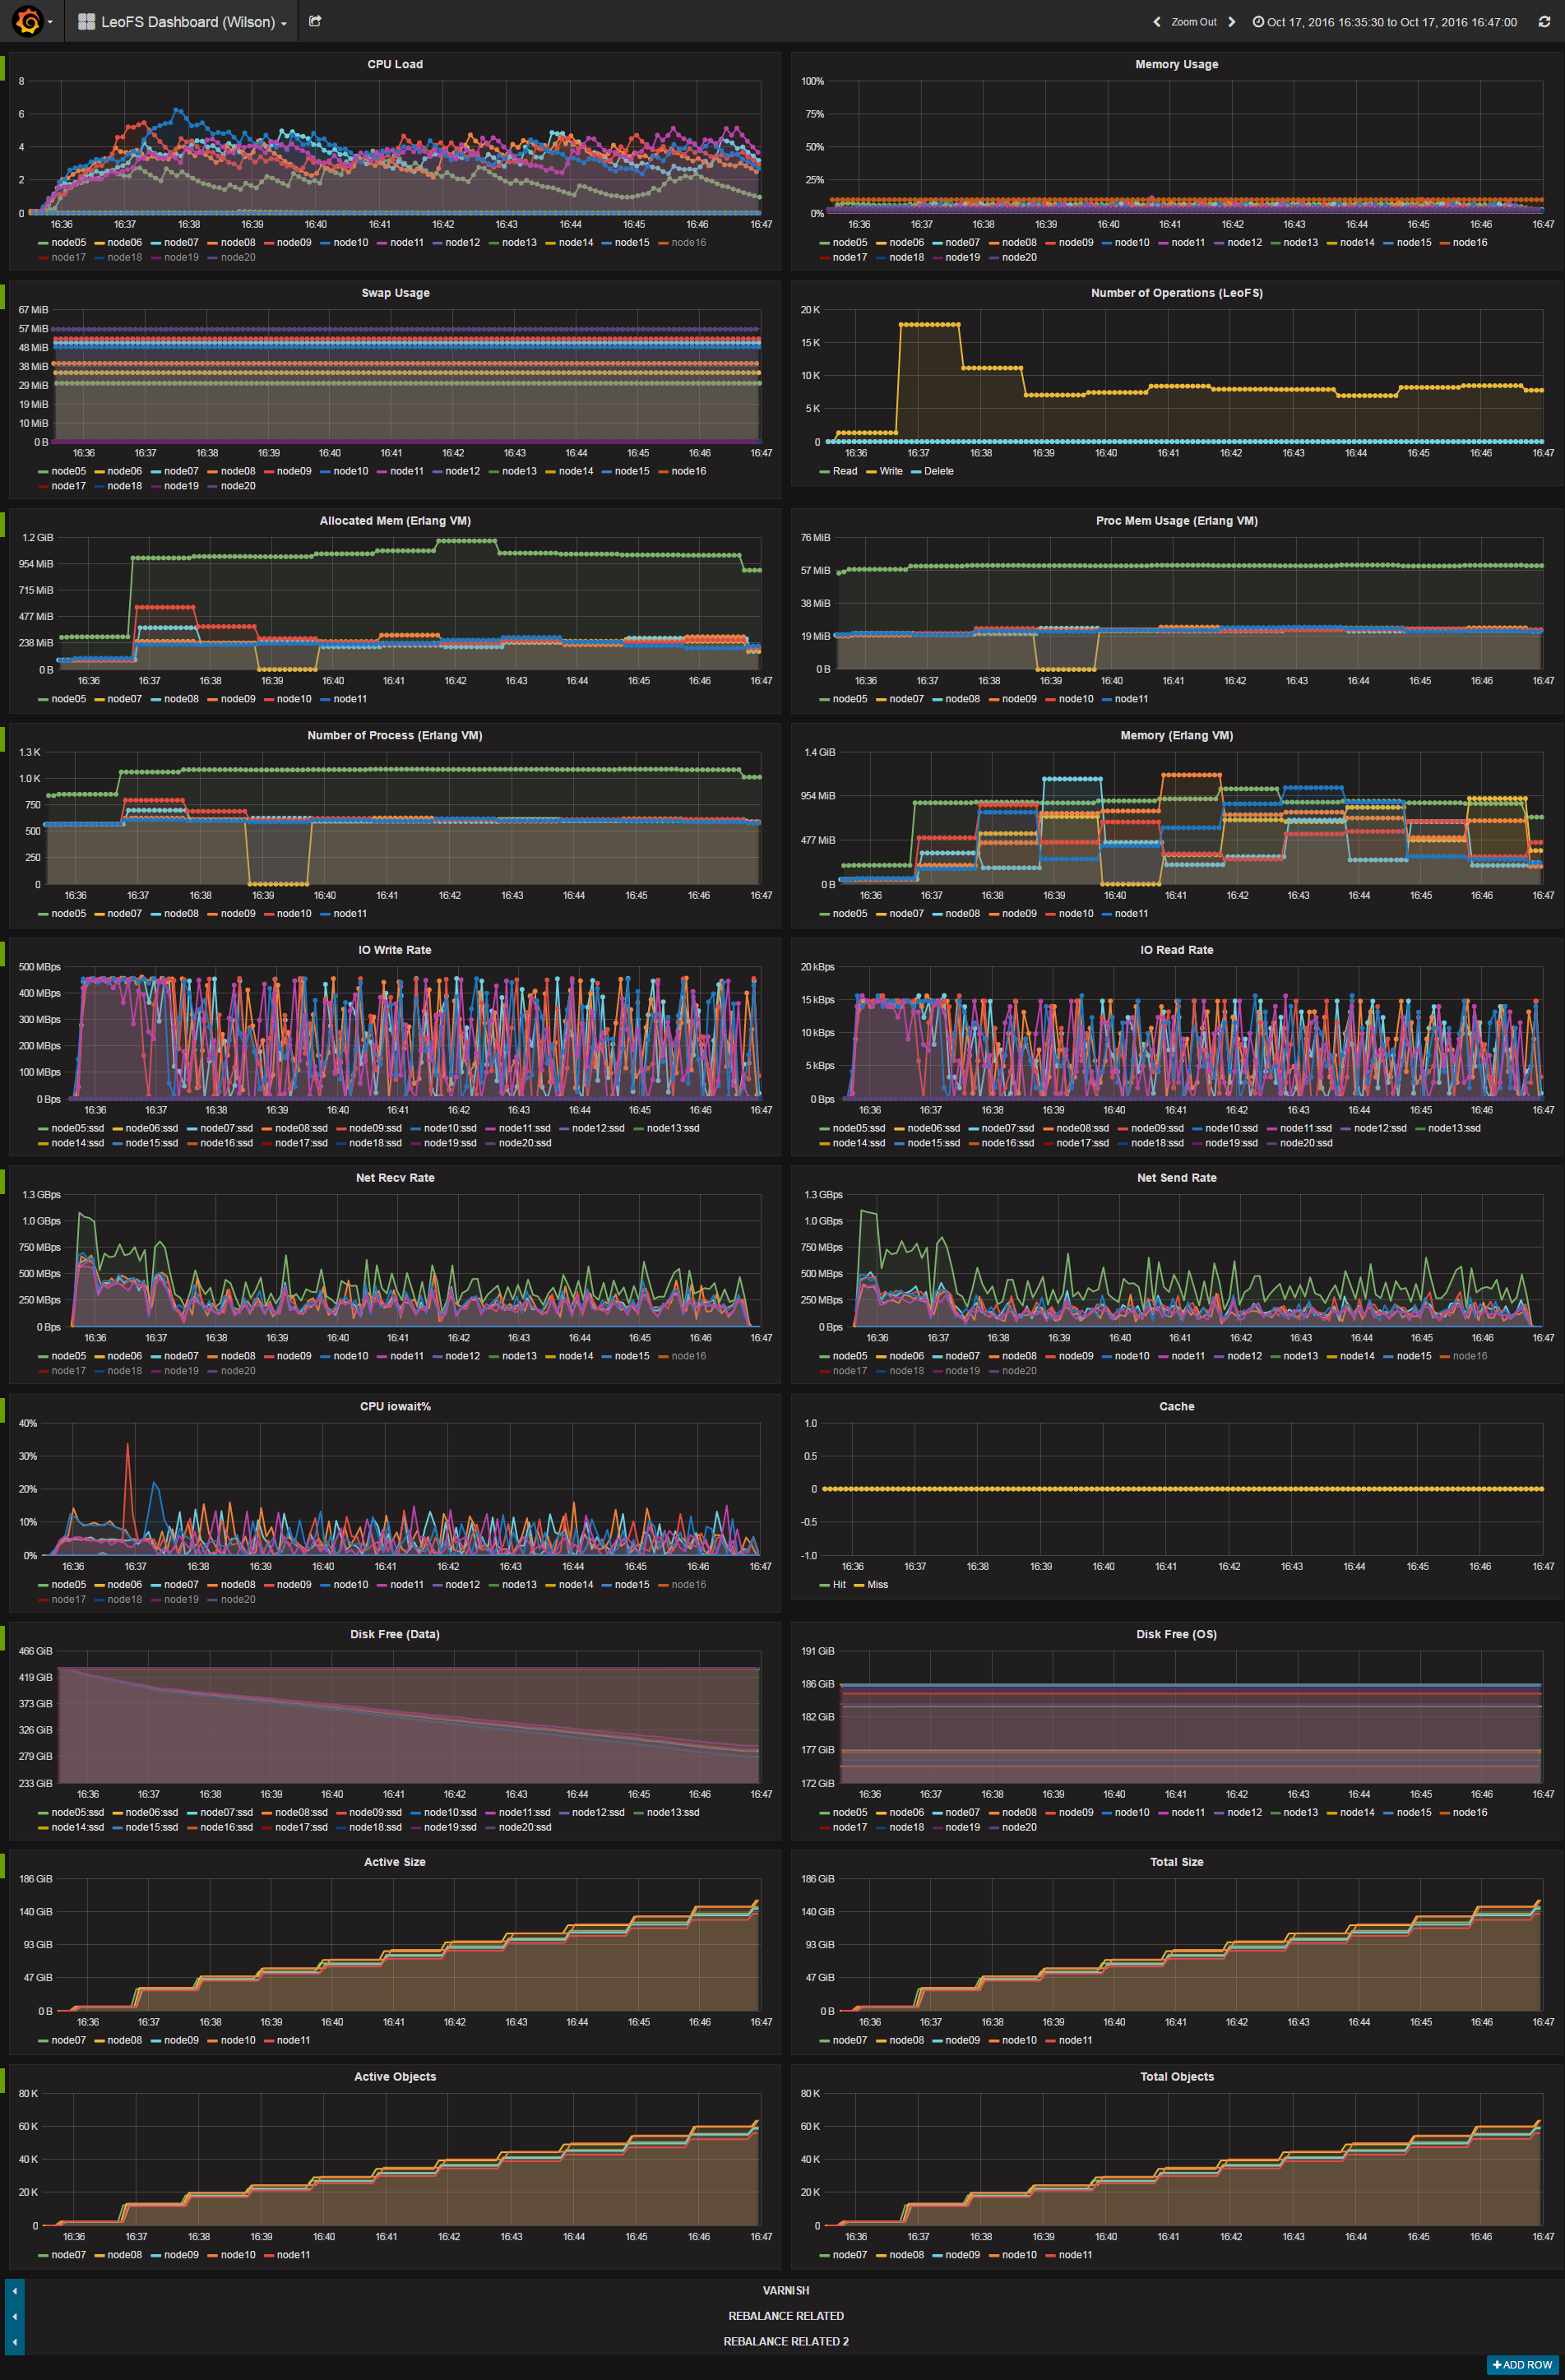 LeoFS Dashboard (Wilson)
Zoom Out
Oct 17, 2016 16:35:30 to Oct 17, 2016 16:47:00
CPU Load
8
6
4
2
0
16:36 16:37 16:38 16:39 16:40 16:41 16:42 16:43 16:44 16:45 16:46 16:47
node05 node06 node07 node08 node09 node10 node11 node12 node13 node14 node15 node16
node17 node18 node19 node20
Memory Usage
100%
75%
50%
25%
0%
16:36 16:37 16:38 16:39 16:40 16:41 16:42 16:43 16:44 16:45 16:46 16:47
node05 node06 node07 node08 node09 node10 node11 node12 node13 node14 node15 node16
node17 node18 node19 node20
Swap Usage
67 MiB
57 MiB
48 MiB
38 MiB
29 MiB
19 MiB
10 MiB
0 B
16:36 16:37 16:38 16:39 16:40 16:41 16:42 16:43 16:44 16:45 16:46 16:47
node05 node06 node07 node08 node09 node10 node11 node12 node13 node14 node15 node16
node17 node18 node19 node20
Number of Operations (LeoFS)
20 K
15 K
10 K
5 K
0
16:36 16:37 16:38 16:39 16:40 16:41 16:42 16:43 16:44 16:45 16:46 16:47
Read Write Delete
Allocated Mem (Erlang VM)
1.2 GiB
954 MiB
715 MiB
477 MiB
238 MiB
0 B
16:36 16:37 16:38 16:39 16:40 16:41 16:42 16:43 16:44 16:45 16:46 16:47
node05 node07 node08 node09 node10 node11
Proc Mem Usage (Erlang VM)
76 MiB
57 MiB
38 MiB
19 MiB
0 B
16:36 16:37 16:38 16:39 16:40 16:41 16:42 16:43 16:44 16:45 16:46 16:47
node05 node07 node08 node09 node10 node11
Number of Process (Erlang VM)
1.3 K
1.0 K
750
500
250
0
16:36 16:37 16:38 16:39 16:40 16:41 16:42 16:43 16:44 16:45 16:46 16:47
node05 node07 node08 node09 node10 node11
Memory (Erlang VM)
1.4 GiB
954 MiB
477 MiB
0 B
16:36 16:37 16:38 16:39 16:40 16:41 16:42 16:43 16:44 16:45 16:46 16:47
node05 node07 node08 node09 node10 node11
IO Write Rate
500 MBps
400 MBps
300 MBps
200 MBps
100 MBps
0 Bps
16:36 16:37 16:38 16:39 16:40 16:41 16:42 16:43 16:44 16:45 16:46 16:47
node05:ssd node06:ssd node07:ssd node08:ssd node09:ssd node10:ssd node11:ssd node12:ssd node13:ssd
node14:ssd node15:ssd node16:ssd node17:ssd node18:ssd node19:ssd node20:ssd
IO Read Rate
20 kBps
15 kBps
10 kBps
5 kBps
0 Bps
16:36 16:37 16:38 16:39 16:40 16:41 16:42 16:43 16:44 16:45 16:46 16:47
node05:ssd node06:ssd node07:ssd node08:ssd node09:ssd node10:ssd node11:ssd node12:ssd node13:ssd
node14:ssd node15:ssd node16:ssd node17:ssd node18:ssd node19:ssd node20:ssd
Net Recv Rate
1.3 GBps
1.0 GBps
750 MBps
500 MBps
250 MBps
0 Bps
16:36 16:37 16:38 16:39 16:40 16:41 16:42 16:43 16:44 16:45 16:46 16:47
node05 node06 node07 node08 node09 node10 node11 node12 node13 node14 node15 node16
node17 node18 node19 node20
Net Send Rate
1.3 GBps
1.0 GBps
750 MBps
500 MBps
250 MBps
0 Bps
16:36 16:37 16:38 16:39 16:40 16:41 16:42 16:43 16:44 16:45 16:46 16:47
node05 node06 node07 node08 node09 node10 node11 node12 node13 node14 node15 node16
node17 node18 node19 node20
CPU iowait%
40%
30%
20%
10%
0%
16:36 16:37 16:38 16:39 16:40 16:41 16:42 16:43 16:44 16:45 16:46 16:47
node05 node06 node07 node08 node09 node10 node11 node12 node13 node14 node15 node16
node17 node18 node19 node20
Cache
1.0
0.5
0
-0.5
-1.0
16:36 16:37 16:38 16:39 16:40 16:41 16:42 16:43 16:44 16:45 16:46 16:47
Hit Miss
Disk Free (Data)
466 GiB
419 GiB
373 GiB
326 GiB
279 GiB
233 GiB
16:36 16:37 16:38 16:39 16:40 16:41 16:42 16:43 16:44 16:45 16:46 16:47
node05:ssd node06:ssd node07:ssd node08:ssd node09:ssd node10:ssd node11:ssd node12:ssd node13:ssd
node14:ssd node15:ssd node16:ssd node17:ssd node18:ssd node19:ssd node20:ssd
Disk Free (OS)
191 GiB
186 GiB
182 GiB
177 GiB
172 GiB
16:36 16:37 16:38 16:39 16:40 16:41 16:42 16:43 16:44 16:45 16:46 16:47
node05 node06 node07 node08 node09 node10 node11 node12 node13 node14 node15 node16
node17 node18 node19 node20
Active Size
186 GiB
140 GiB
93 GiB
47 GiB
0 B
16:36 16:37 16:38 16:39 16:40 16:41 16:42 16:43 16:44 16:45 16:46 16:47
node07 node08 node09 node10 node11
Total Size
186 GiB
140 GiB
93 GiB
47 GiB
0 B
16:36 16:37 16:38 16:39 16:40 16:41 16:42 16:43 16:44 16:45 16:46 16:47
node07 node08 node09 node10 node11
Active Objects
80 K
60 K
40 K
20 K
0
16:36 16:37 16:38 16:39 16:40 16:41 16:42 16:43 16:44 16:45 16:46 16:47
node07 node08 node09 node10 node11
Total Objects
80 K
60 K
40 K
20 K
0
16:36 16:37 16:38 16:39 16:40 16:41 16:42 16:43 16:44 16:45 16:46 16:47
node07 node08 node09 node10 node11
VARNISH
REBALANCE RELATED
REBALANCE RELATED 2
ADD ROW